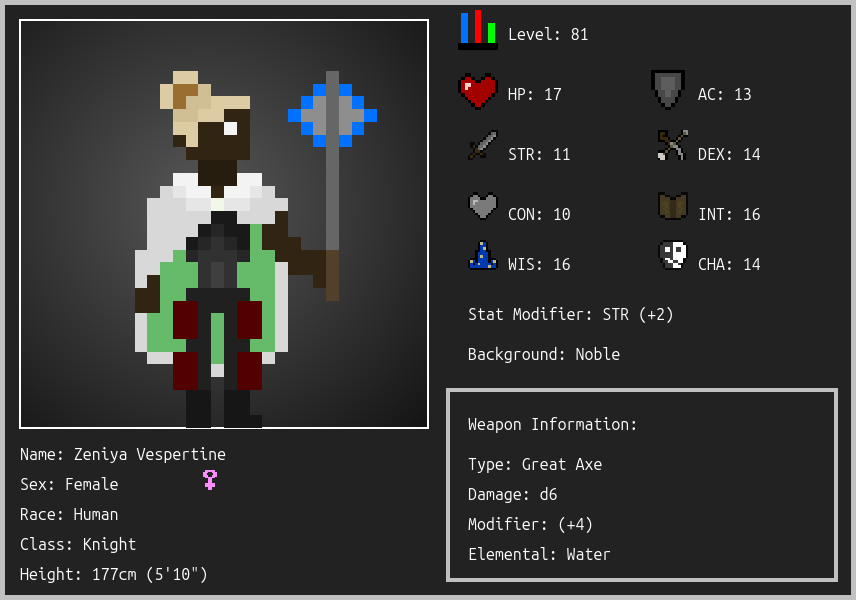 Level: 81
HP: 17
AC: 13
STR: 11
DEX: 14
CON: 10
INT: 16
WIS: 16
CHA: 14
Stat Modifier: STR (+2)
Background: Noble
Weapon Information:
Type: Great Axe
Damage: d6
Modifier: (+4)
Elemental: Water
Name: Zeniya Vespertine
Sex: Female
Race: Human
Class: Knight
Height: 177cm (5'10")